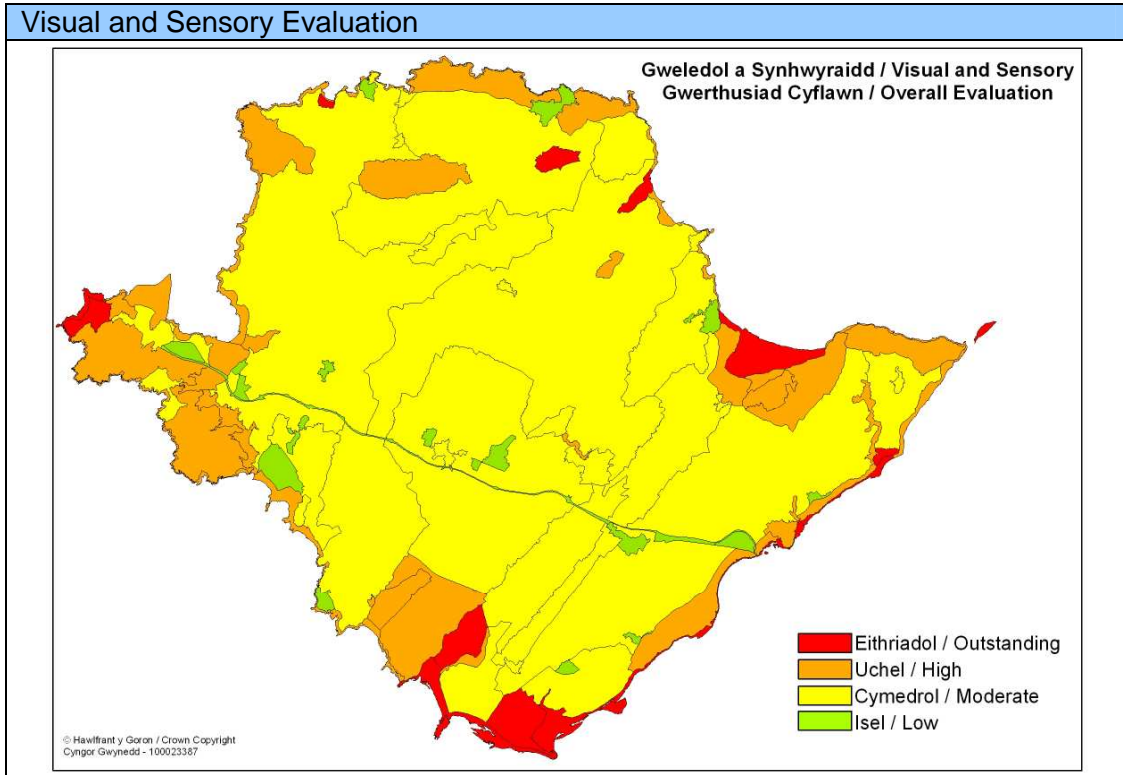 Visual and Sensory Evaluation
Gweledol a Synhwyraidd / Visual and Sensory
Gwerthusiad Cyflawn / Overall Evaluation
Eithriadol / Outstanding
Uchel / High
Cymedrol / Moderate
Isel / Low
© Hawlfraint y Goron / Crown Copyright
Cyngor Gwynedd - 100023387